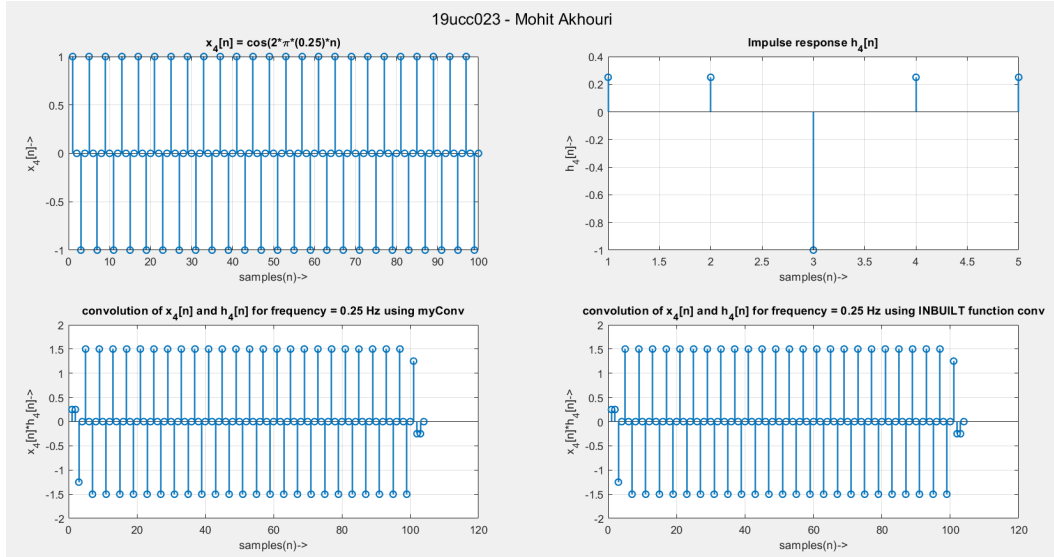 19ucc023 - Mohit Akhouri
x4[n] = cos(2*π*(0.25)*n)
1
0.5
0
-0.5
-1
x4[n]->
0 10 20 30 40 50 60 70 80 90 100
samples(n)->
Impulse response h4[n]
0.4
0.2
0
-0.2
-0.4
-0.6
-0.8
-1
h4[n]->
1 1.5 2 2.5 3 3.5 4 4.5 5
samples(n)->
convolution of x4[n] and h4[n] for frequency = 0.25 Hz using myConv
2
1.5
1
0.5
0
-0.5
-1
-1.5
-2
x4[n]*h4[n]->
0 20 40 60 80 100 120
samples(n)->
convolution of x4[n] and h4[n] for frequency = 0.25 Hz using INBUILT function conv
2
1.5
1
0.5
0
-0.5
-1
-1.5
-2
x4[n]*h4[n]->
0 20 40 60 80 100 120
samples(n)->